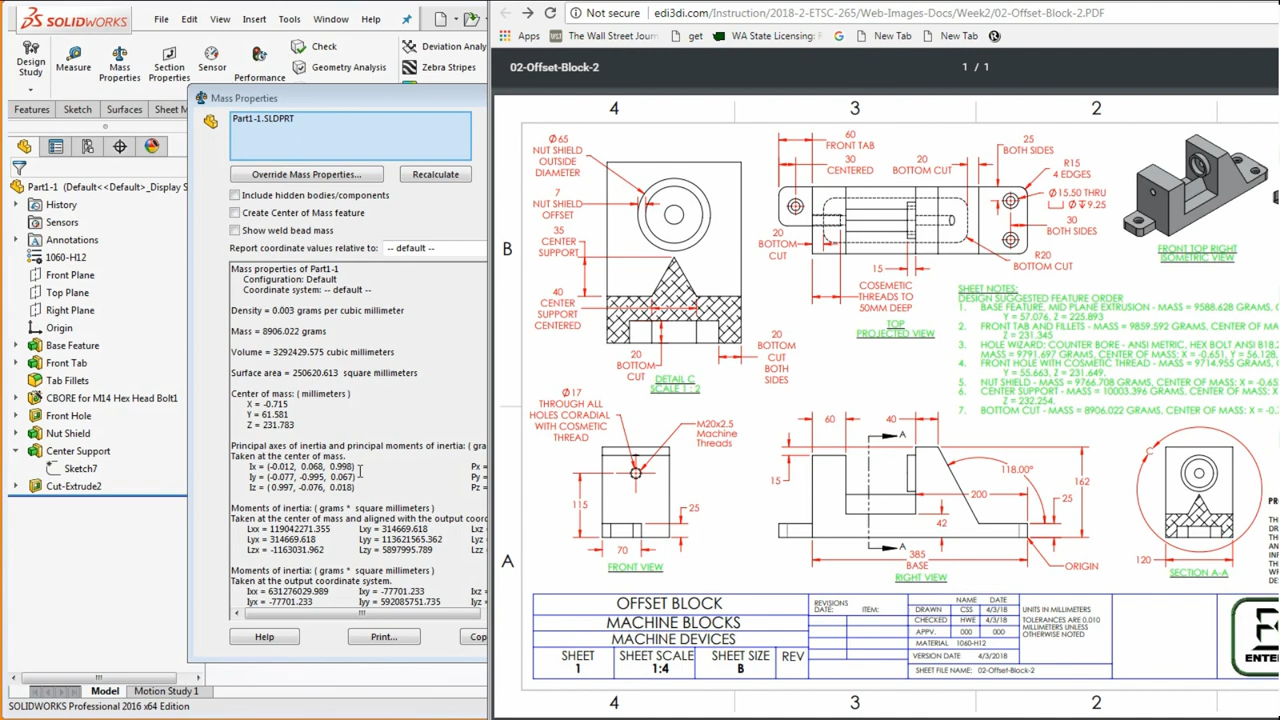 SOLIDWORKS
File Edit View Insert Tools Window Help
Design Study
Measure
Mass Properties
Section Properties
Sensor
Performance
Check
Geometry Analysis
Deviation Analy
Zebra Stripes
Features Sketch Surfaces Sheet M
Part1-1 (Default<<Default>_Display S
History
Sensors
Annotations
1060-H12
Front Plane
Top Plane
Right Plane
Origin
Base Feature
Front Tab
Tab Fillets
CBORE for M14 Hex Head Bolt1
Front Hole
Nut Shield
Center Support
Sketch7
Cut-Extrude2
Model Motion Study 1
SOLIDWORKS Professional 2016 x64 Edition
Mass Properties
Part1-1.SLDPRT
Override Mass Properties... Recalculate
Include hidden bodies/components
Create Center of Mass feature
Show weld bead mass
Report coordinate values relative to: -- default --
Mass properties of Part1-1
Configuration: Default
Coordinate system: -- default --
Density = 0.003 grams per cubic millimeter
Mass = 8906.022 grams
Volume = 3292429.575 cubic millimeters
Surface area = 250620.613 square millimeters
Center of mass: ( millimeters )
X = -0.715
Y = 61.581
Z = 231.783
Principal axes of inertia and principal moments of inertia: ( gra
Taken at the center of mass.
Ix = (-0.012, 0.068, 0.998) Px =
Iy = (-0.077, -0.995, 0.067) Py =
Iz = ( 0.997, -0.076, 0.018) Pz =
Moments of inertia: ( grams * square millimeters )
Taken at the center of mass and aligned with the output coor
Lxx = 119042271.355 Lxy = 314669.618 Lxz
Lyx = 314669.618 Lyy = 113621565.362 Lyz
Lzx = -1163031.962 Lzy = 5897995.789 Lzz
Moments of inertia: ( grams * square millimeters )
Taken at the output coordinate system.
Ixx = 631276029.989 Ixy = -77701.233 Ixz
Iyx = -77701.233 Iyy = 592085751.735 Iyz
Help Print... Cop
Not secure edi3di.com/Instruction/2018-2-ETSC-265/Web-Images-Docs/Week2/02-Offset-Block-2.PDF
Apps WSJ The Wall Street Journ get WA State Licensing: G New Tab New Tab
02-Offset-Block-2 1 / 1
4 3 2
Ø 65
NUT SHIELD
OUTSIDE
DIAMETER
7
NUT SHIELD
OFFSET
35
CENTER
SUPPORT
40
CENTER
SUPPORT
CENTERED
20
BOTTOM
CUT
20
BOTTOM
CUT
BOTH
SIDES
DETAIL C
SCALE 1 : 2
60
FRONT TAB
30
CENTERED
20
BOTTOM CUT
25
BOTH SIDES
R15
4 EDGES
Ø 15.50 THRU
⌴ Ø ↧ 9.25
30
BOTH SIDES
R20
BOTTOM CUT
20
BOTTOM
CUT
15
COSEMETIC
THREADS TO
50MM DEEP
TOP
PROJECTED VIEW
FRONT TOP RIGHT
ISOMETRIC VIEW
SHEET NOTES:
DESIGN SUGGESTED FEATURE ORDER
1. BASE FEATURE, MID PLANE EXTRUSION - MASS = 9588.628 GRAMS,
Y = 57.076, Z = 225.893
2. FRONT TAB AND FILLETS - MASS = 9859.592 GRAMS, CENTER OF M
Z = 231.345
3. HOLE WIZARD: COUNTER BORE - ANSI METRIC, HEX BOLT ANSI B18.
MASS = 9791.697 GRAMS, CENTER OF MASS: X = -0.651, Y = 56.128,
4. FRONT HOLE WITH COSMETIC THREAD - MASS = 9714.955 GRAMS, C
Y = 55.663, Z = 231.649.
5. NUT SHIELD - MASS = 9766.708 GRAMS, CENTER OF MASS: X = -0.65
6. CENTER SUPPORT - MASS = 10003.396 GRAMS, CENTER OF MASS: X
Z = 232.254.
7. BOTTOM CUT - MASS = 8906.022 GRAMS, CENTER OF MASS: X = -0.
B
A
Ø 17
THROUGH ALL
HOLES CORADIAL
WITH COSMETIC
THREAD
M20x2.5
Machine
Threads
115
25
70
FRONT VIEW
60
40
A
15
118.00°
200
162
25
42
A
385
BASE
ORIGIN
RIGHT VIEW
C
120
SECTION A-A
OFFSET BLOCK
MACHINE BLOCKS
MACHINE DEVICES
SHEET
1
SHEET SCALE
1:4
SHEET SIZE
B
REV
REVISIONS
DATE: ITEM:
NAME DATE
DRAWN CSS 4/3/18
CHECKED HWE 4/3/18
APPV. 000 000
MATERIAL 1060-H12
VERSION DATE 4/3/2018
SHEET FILE NAME: 02-Offset-Block-2
UNITS IN MILLIMETERS
TOLERANCES ARE 0.010
MILLIMETERS UNLESS
OTHERWISE NOTED
ENTE
4 3 2